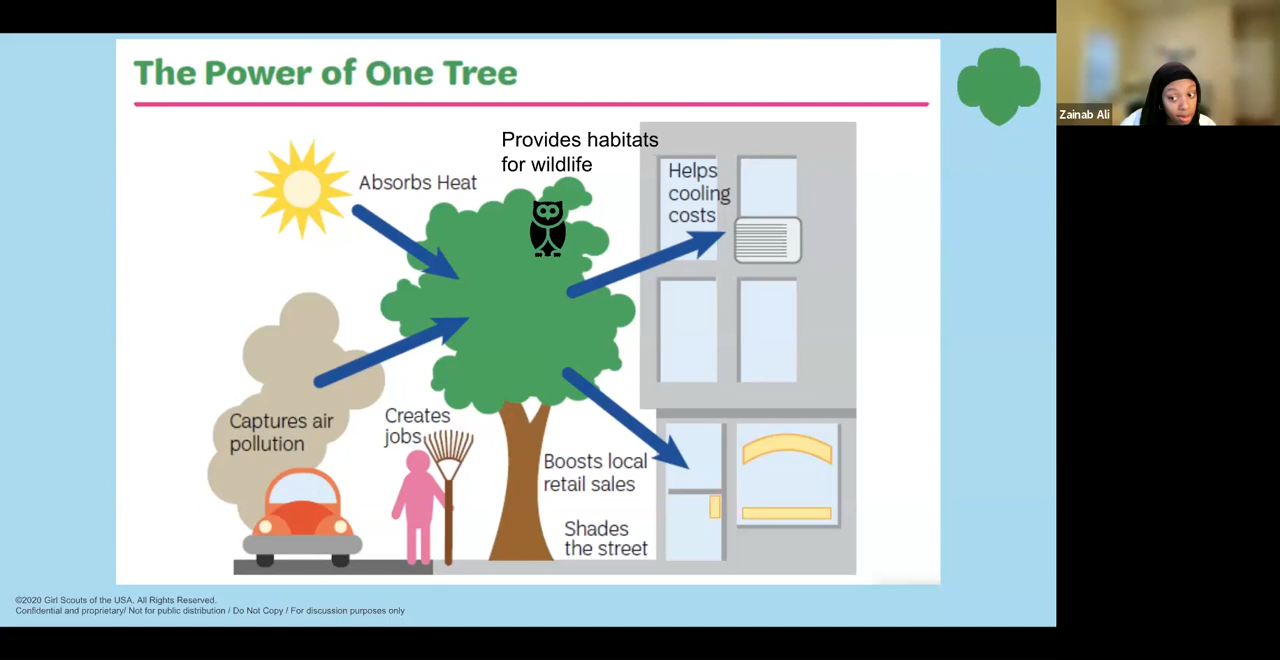 The Power of One Tree
Provides habitats
for wildlife
Absorbs Heat
Helps
cooling
costs
Captures air
pollution
Creates
jobs
Boosts local
retail sales
Shades
the street
©2020 Girl Scouts of the USA. All Rights Reserved.
Confidential and proprietary/ Not for public distribution / Do Not Copy / For discussion purposes only
Zainab Ali